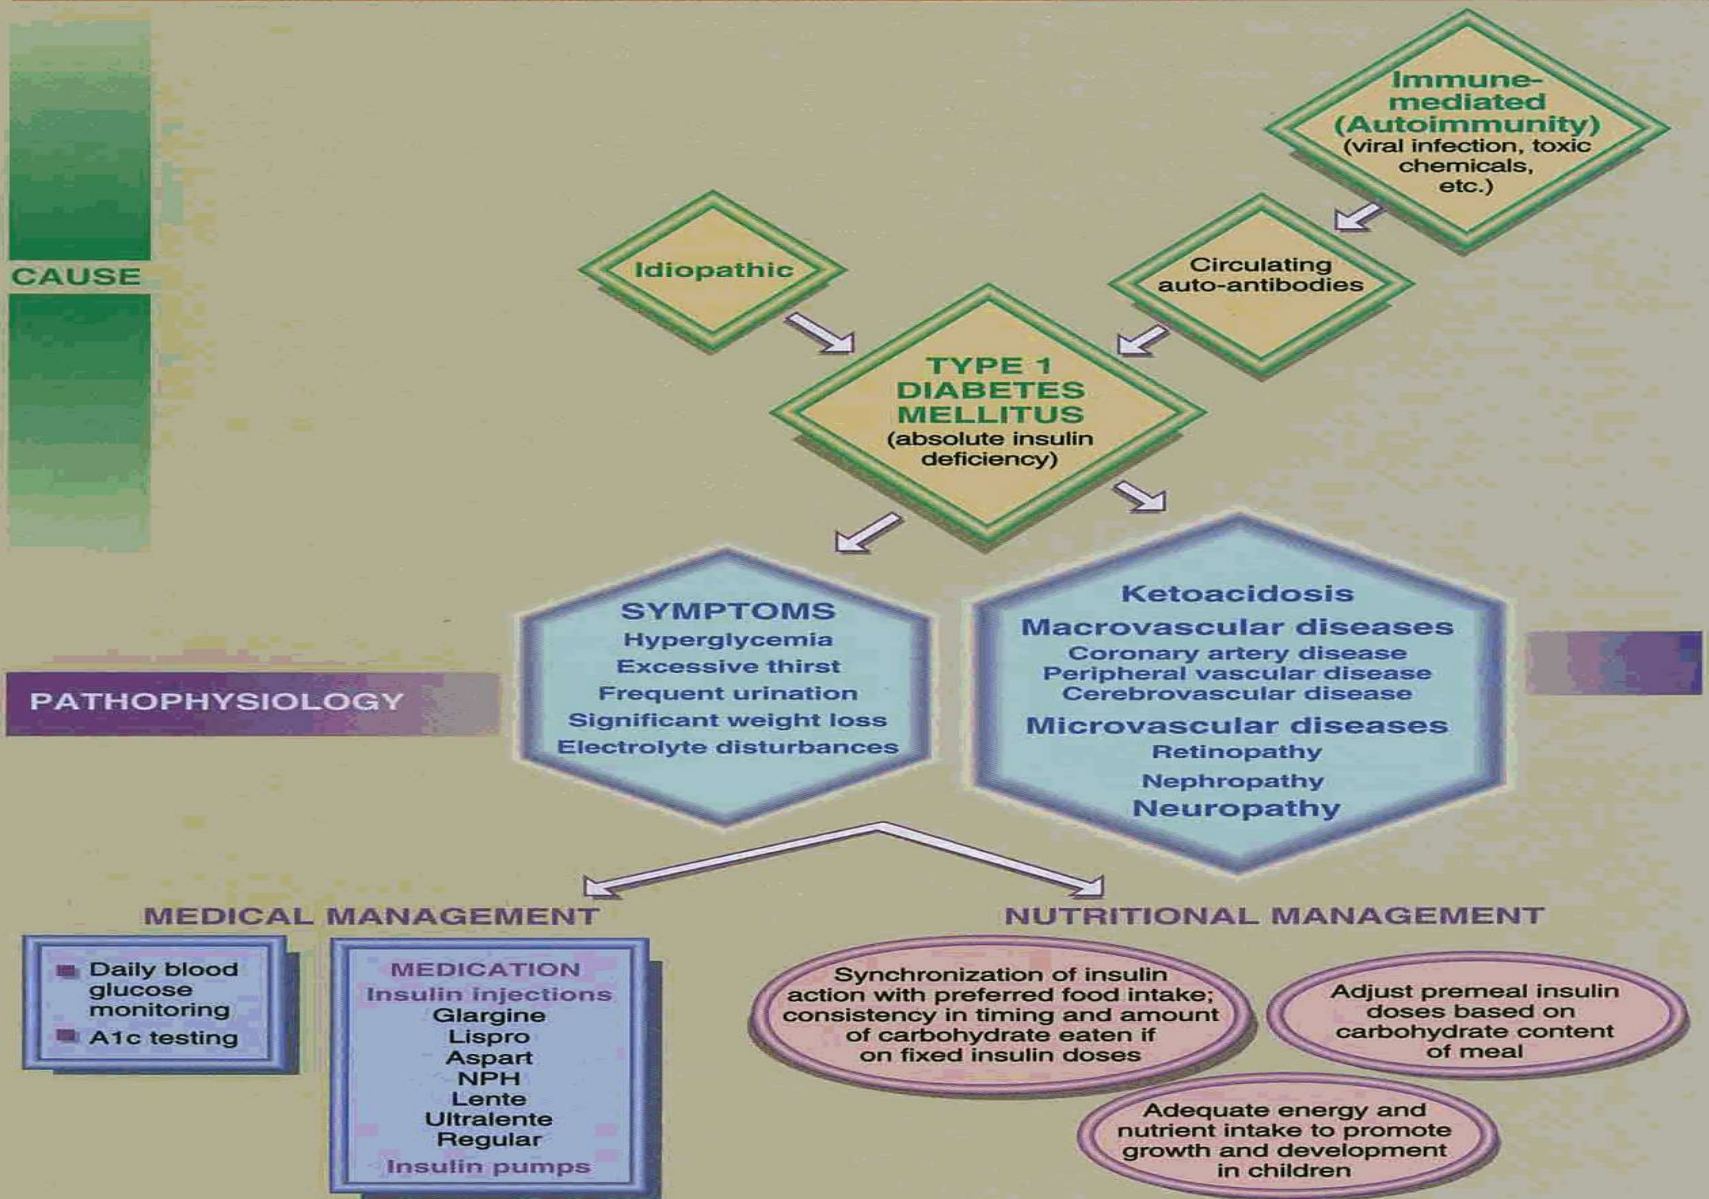 Immune-
mediated
(Autoimmunity)
(viral infection, toxic
chemicals,
etc.)
CAUSE
Idiopathic
Circulating
auto-antibodies
TYPE 1
DIABETES
MELLITUS
(absolute insulin
deficiency)
PATHOPHYSIOLOGY
SYMPTOMS
Hyperglycemia
Excessive thirst
Frequent urination
Significant weight loss
Electrolyte disturbances
Ketoacidosis
Macrovascular diseases
Coronary artery disease
Peripheral vascular disease
Cerebrovascular disease
Microvascular diseases
Retinopathy
Nephropathy
Neuropathy
MEDICAL MANAGEMENT
Daily blood
glucose
monitoring
A1c testing
MEDICATION
Insulin injections
Glargine
Lispro
Aspart
NPH
Lente
Ultralente
Regular
Insulin pumps
NUTRITIONAL MANAGEMENT
Synchronization of insulin
action with preferred food intake;
consistency in timing and amount
of carbohydrate eaten if
on fixed insulin doses
Adjust premeal insulin
doses based on
carbohydrate content
of meal
Adequate energy and
nutrient intake to promote
growth and development
in children